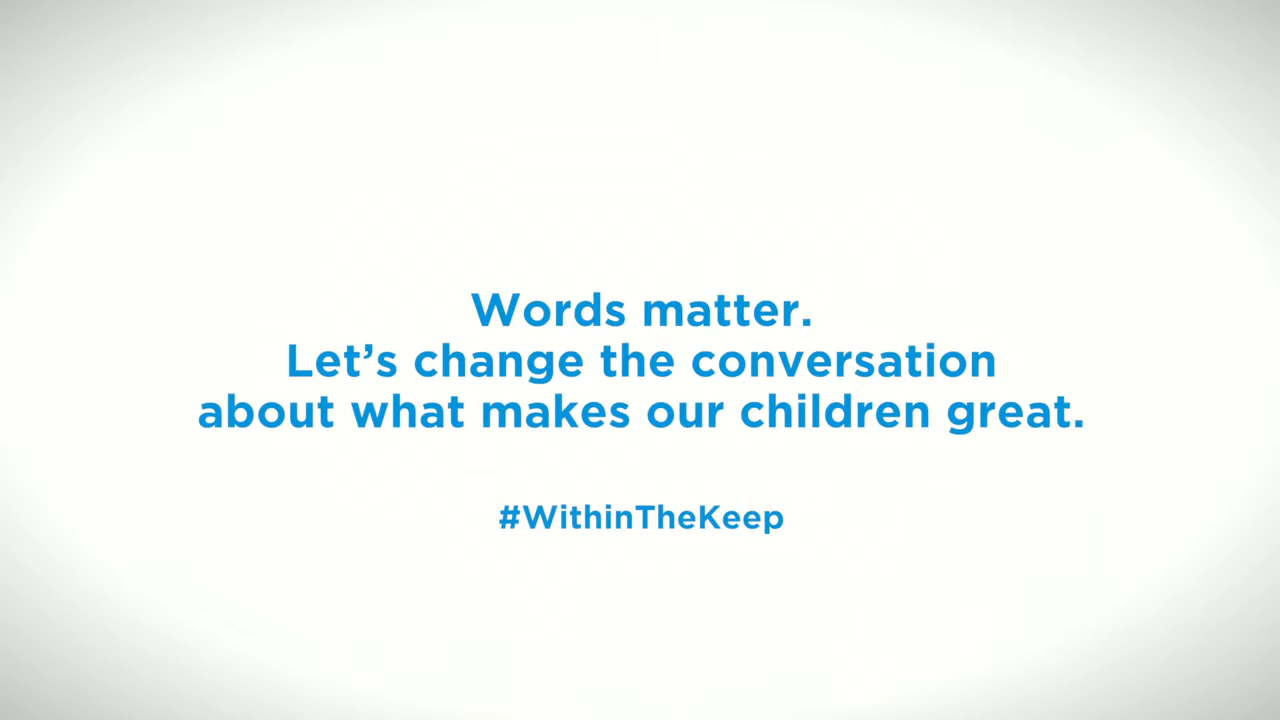 Words matter.
Let’s change the conversation
about what makes our children great.
#WithinTheKeep